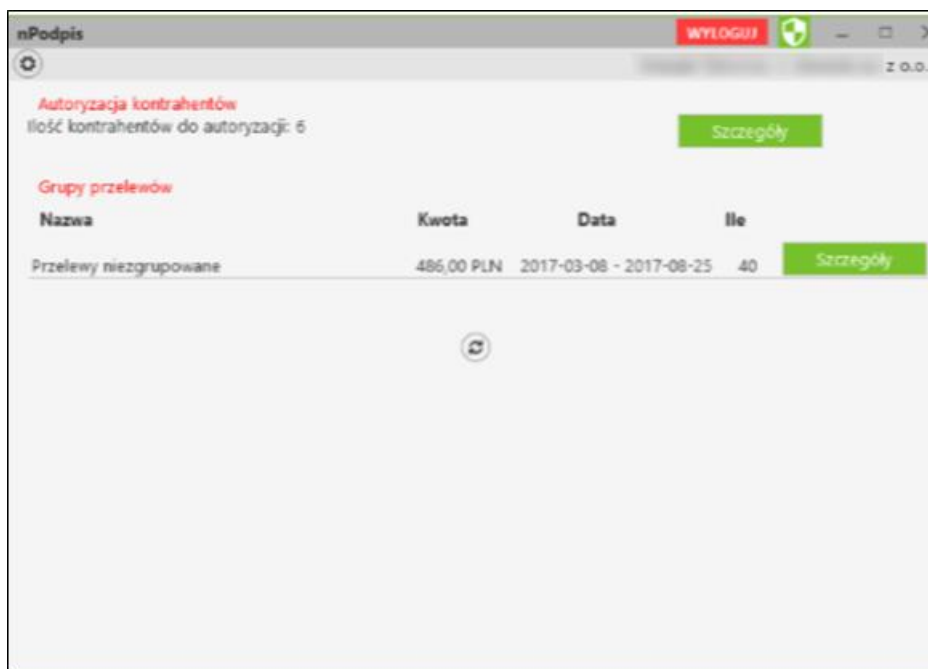 nPodpis WYLOGUJ
z o.o.
Autoryzacja kontrahentów
Ilość kontrahentów do autoryzacji: 6 Szczegóły
Grupy przelewów
Nazwa Kwota Data Ile
Przelewy niezgrupowane 486,00 PLN 2017-03-08 - 2017-08-25 40 Szczegóły